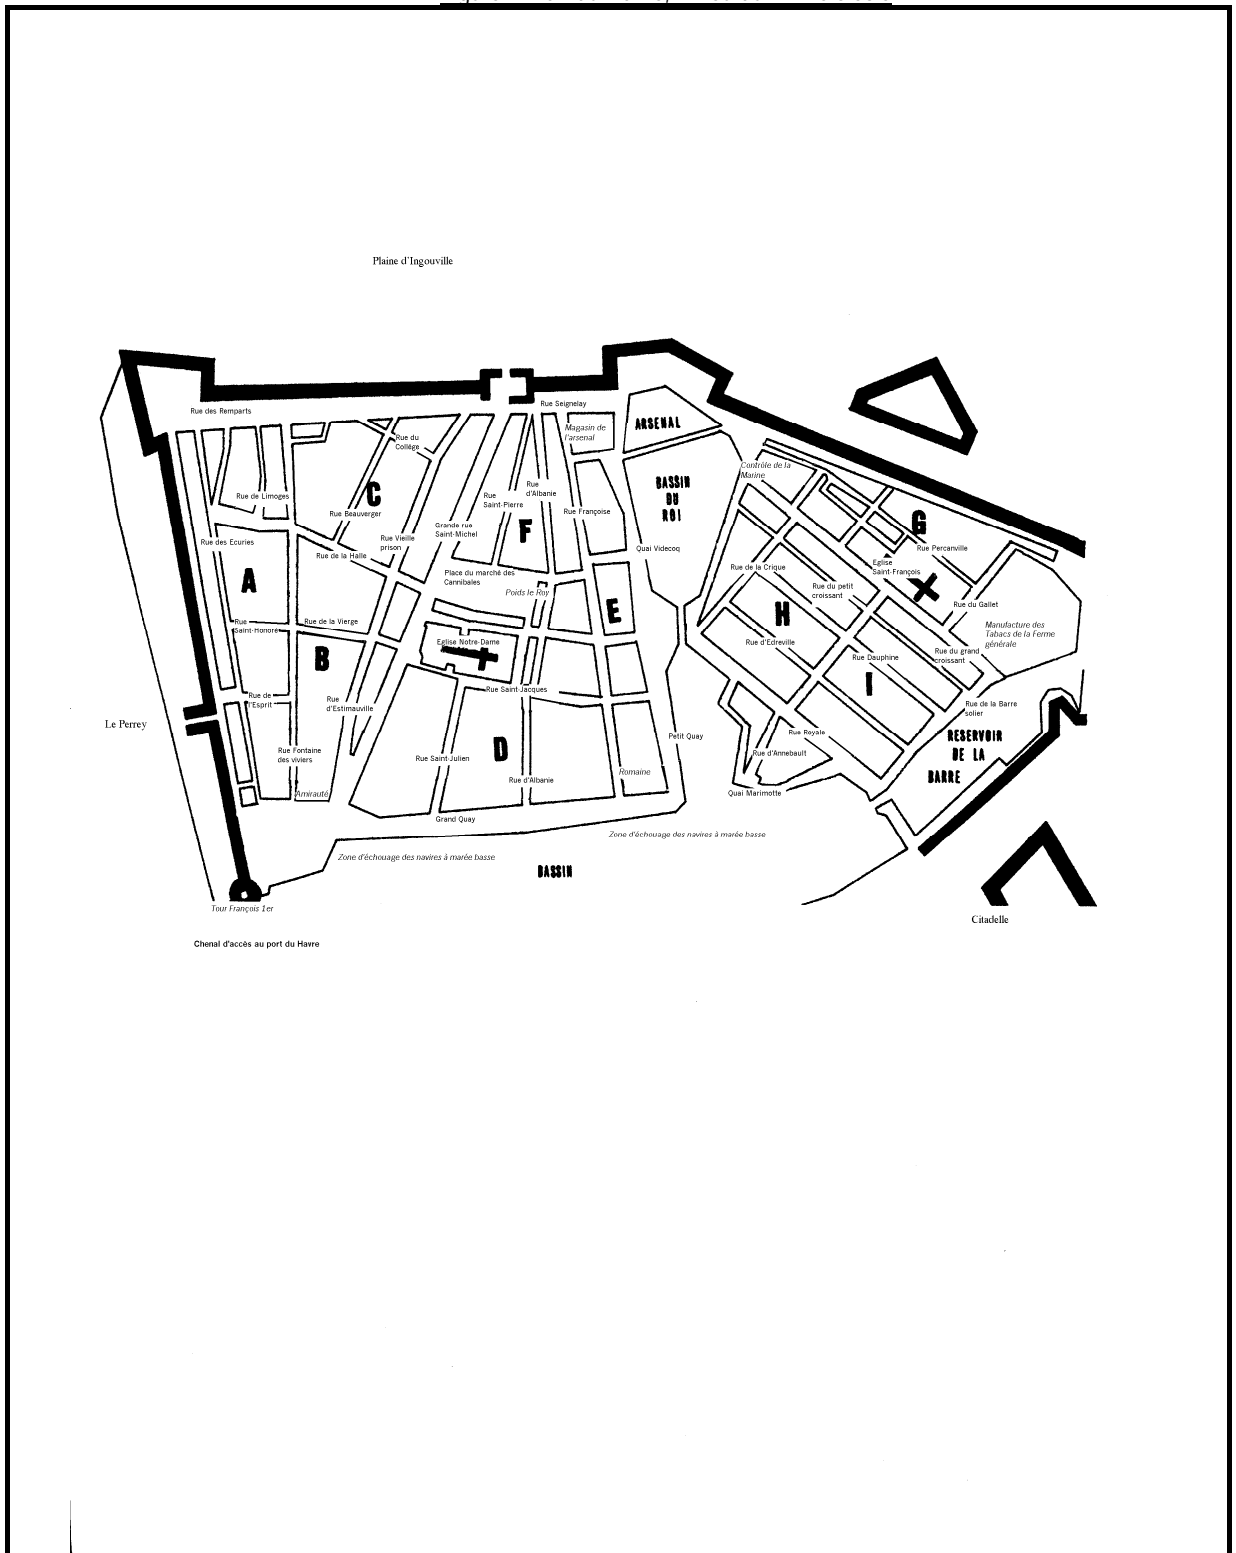 Plaine d'Ingouville
Rue des Remparts
Rue Seignelay
Magasin de
l'arsenal
ARSENAL
Rue du
Collège
Contrôle de la
Marine
BASSIN
DU
ROI
C
Rue de Limoges
Rue
Saint-Pierre
Rue
d'Albanie
Rue Beauverger
Rue Françoise
G
Grande rue
Saint-Michel
F
Rue des Ecuries
Rue Vieille
prison
Rue de la Halle
Quai Videcoq
Rue Percanville
Eglise
Saint-François
Rue de la Crique
Place du marché des
Cannibales
A
Rue du petit
croissant
Poids le Roy
E
Rue du Gallet
H
Rue
Saint-Honoré
Rue de la Vierge
Manufacture des
Tabacs de la Ferme
générale
Eglise Notre-Dame
Rue d'Edreville
B
Rue Dauphine
Rue du grand
croissant
I
Rue Saint-Jacques
Rue de
l'Esprit
Rue
d'Estimauville
Rue de la Barre
solier
Le Perrey
Petit Quay
Rue Royale
RESERVOIR
DE LA
BARRE
Rue Fontaine
des viviers
D
Rue Saint-Julien
Rue d'Annebault
Romaine
Rue d'Albanie
Amirauté
Quai Marimotte
Grand Quay
Zone d'échouage des navires à marée basse
Zone d'échouage des navires à marée basse
BASSIN
Tour François 1er
Citadelle
Chenal d'accès au port du Havre